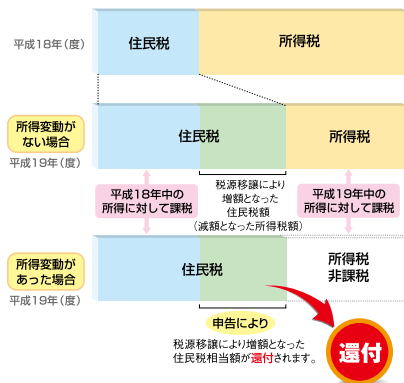 平成18年(度)
住民税
所得税
所得変動が
ない場合
平成19年(度)
住民税
所得税
税源移譲により
増額となった
住民税額
(減額となった所得税額)
平成18年中の
所得に対して課税
平成19年中の
所得に対して課税
所得変動が
あった場合
平成19年(度)
住民税
所得税
非課税
申告により
税源移譲により増額となった
住民税相当額が還付されます。
還付